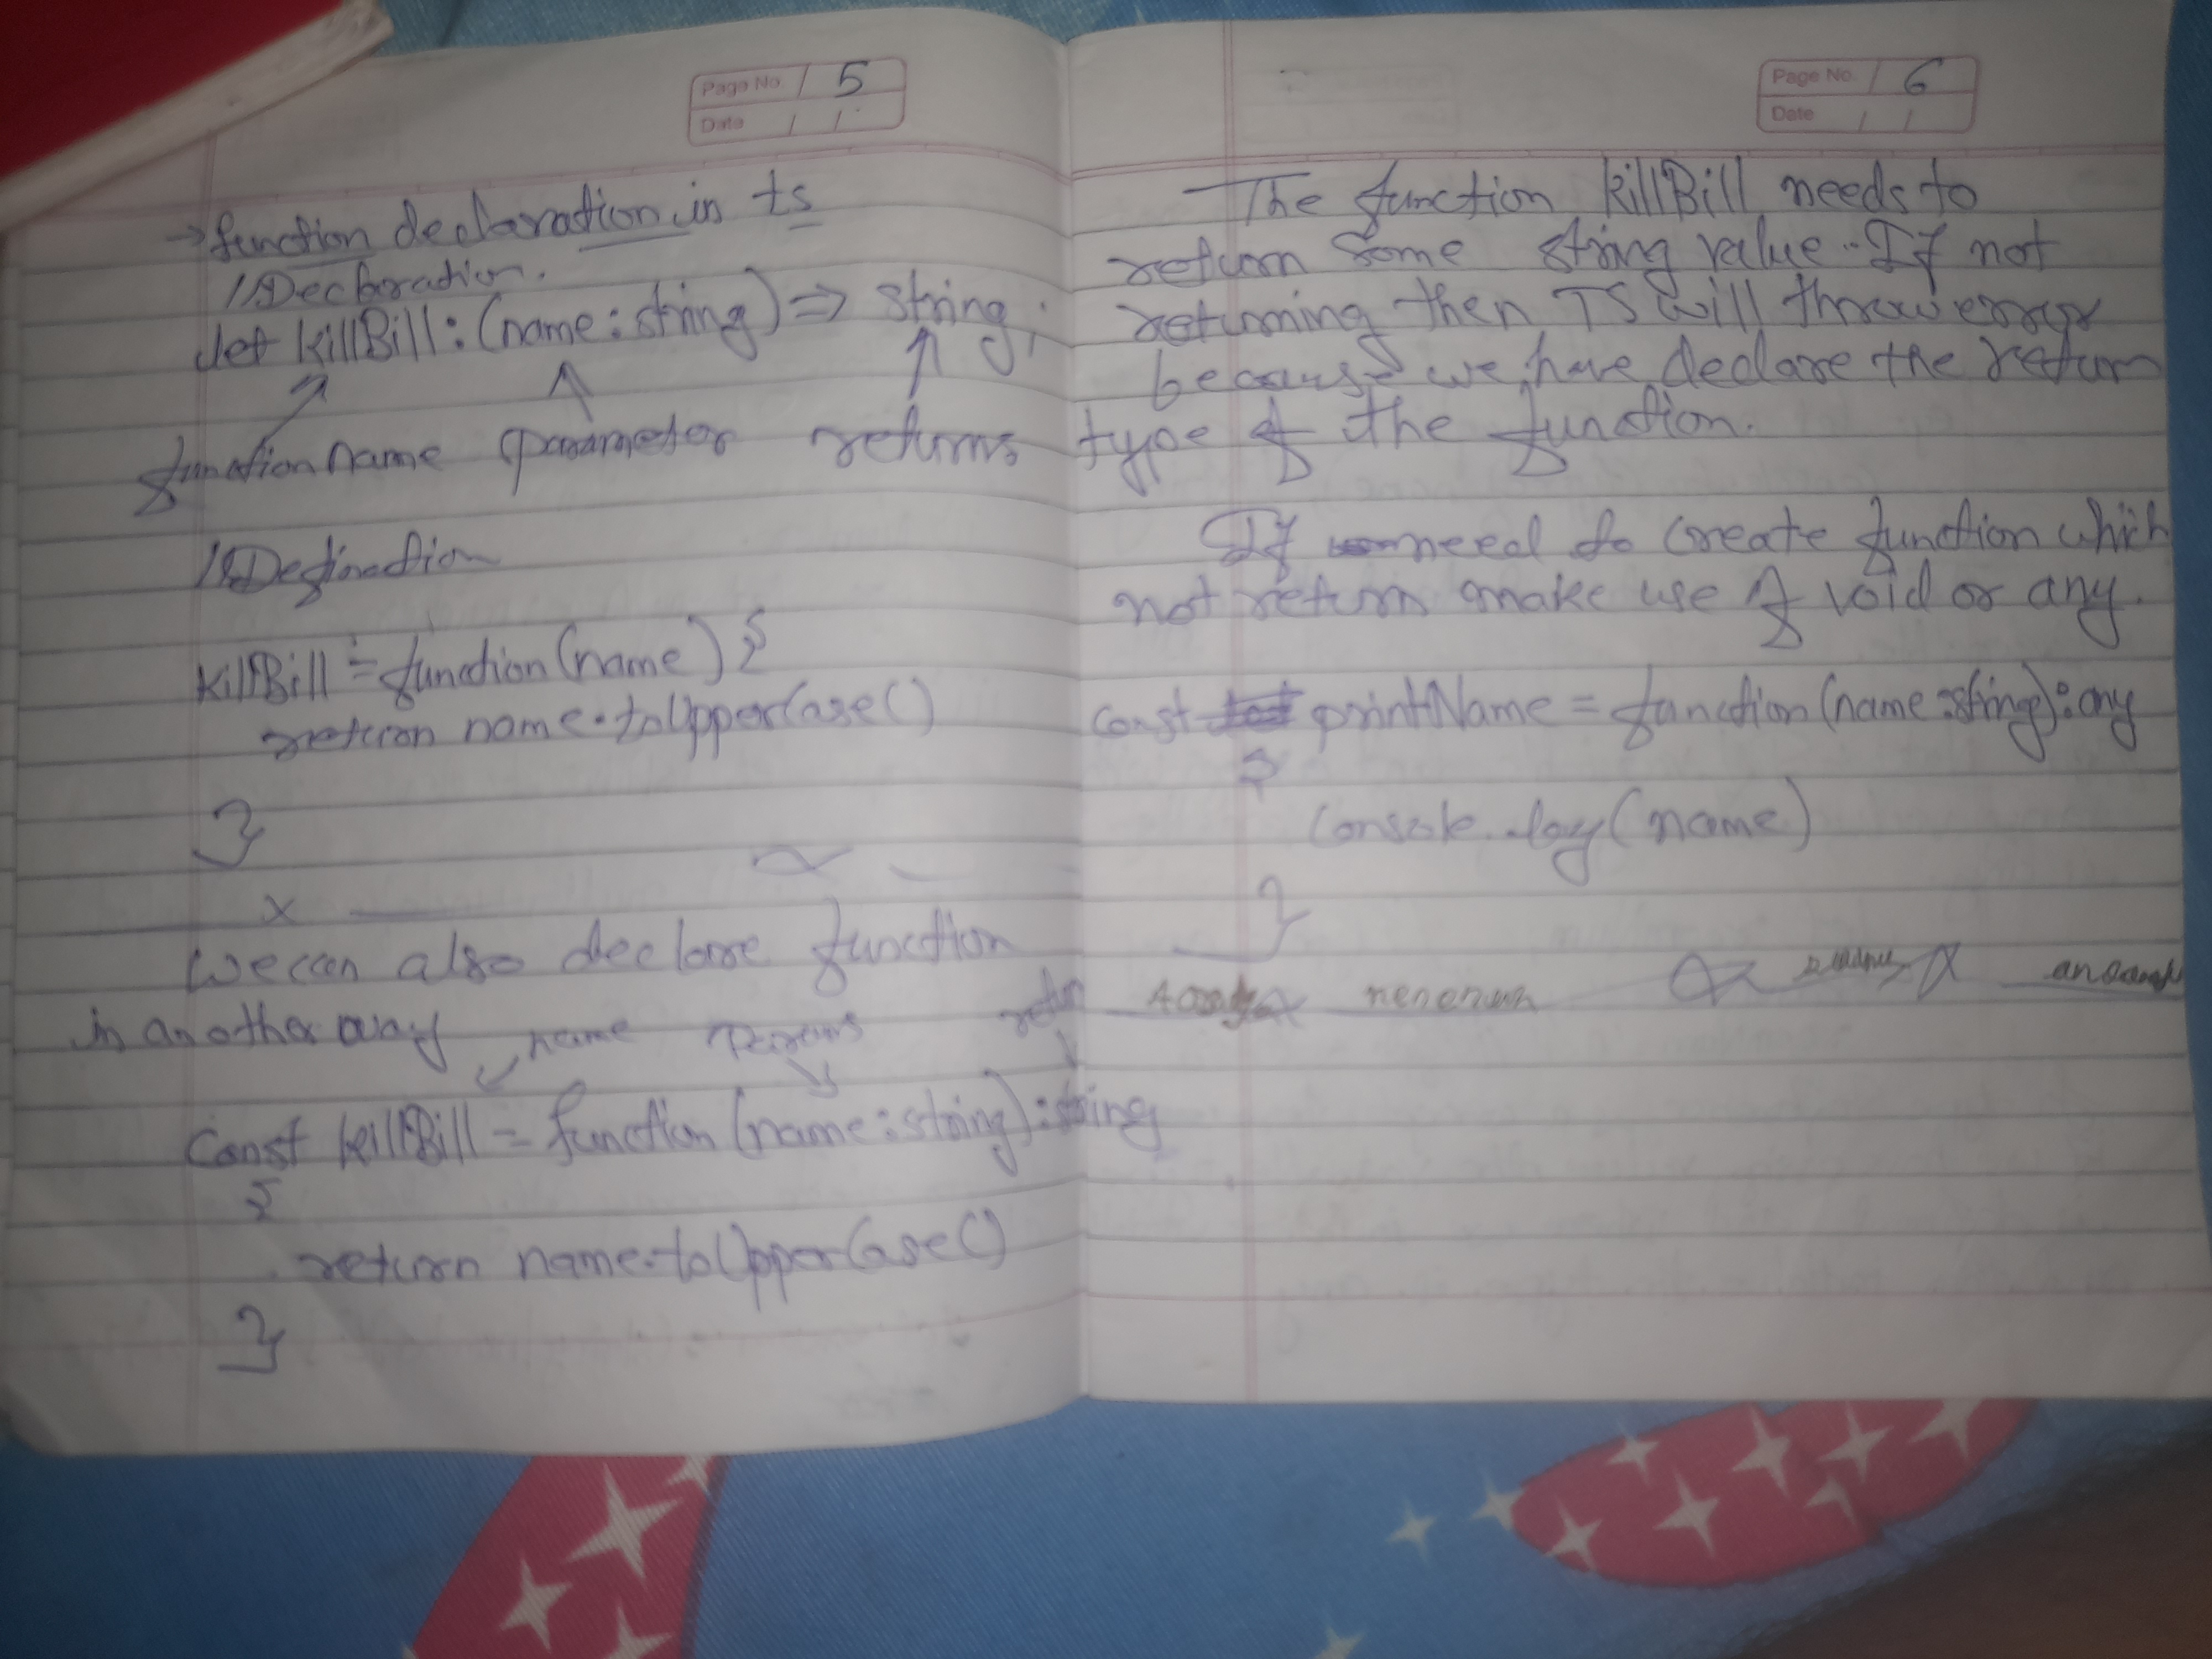 Page No. 5
Date
→ function declaration in ts
// Declaration.
let killBill : (name : string) => string;
function name parameter returns
// Defination
killBill = function(name) {
return name.toUpperCase()
}
x
We can also declare function
in another way name Params return
Const killBill = function (name : string) : string
{
return name.toUpperCase()
}
Page No. 6
Date
The function killBill needs to
return some string value. If not
returning then TS will throw error
because we have declare the return
type of the function.
If need to create function which
not return make use of void or any.
const printName = function (name : string) : any
{
console.log(name)
}